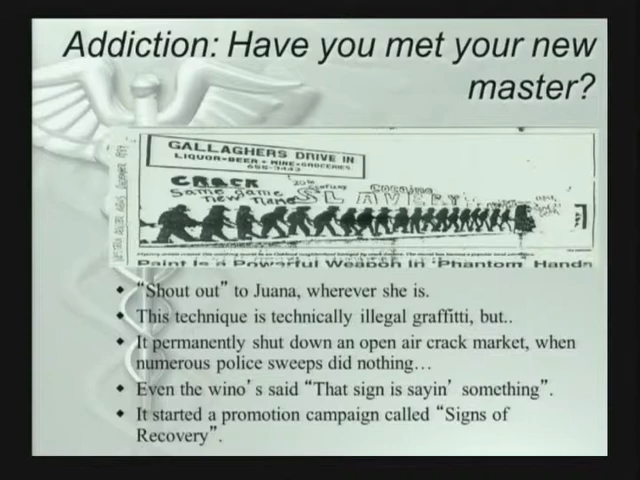 Addiction: Have you met your new
master?
GALLAGHERS DRIVE IN
LIQUOR•BEER • WINE•GROCERIES
CRACK
Same game
new name
20th
Century
Cocaine
SLAVERY
Paint Is a Powerful Weapon in 'Phantom' Hands
◆ “Shout out” to Juana, wherever she is.
◆ This technique is technically illegal graffitti, but..
◆ It permanently shut down an open air crack market, when
numerous police sweeps did nothing…
◆ Even the wino’s said “That sign is sayin’ something”.
◆ It started a promotion campaign called “Signs of
Recovery”.